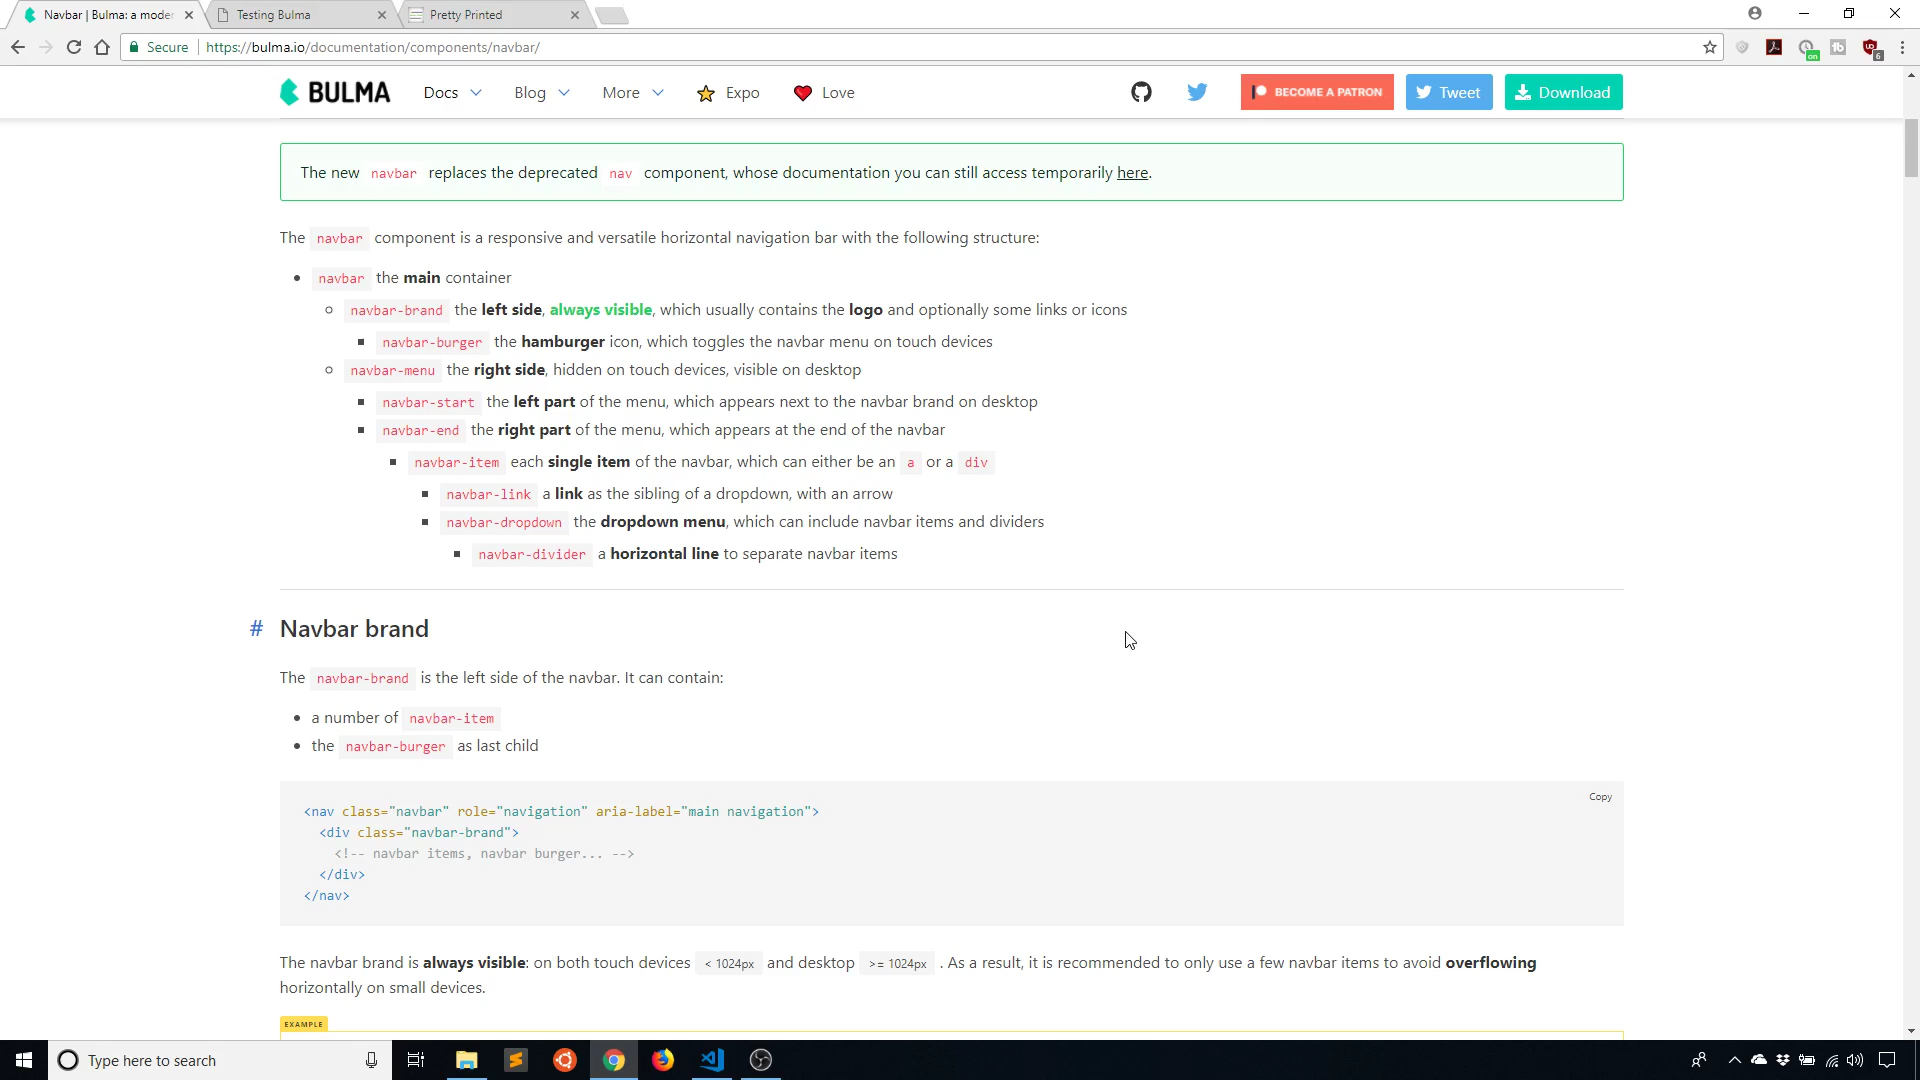 Navbar | Bulma: a moder
Testing Bulma
Pretty Printed
Secure
https://bulma.io/documentation/components/navbar/
on
6
BULMA
Docs
Blog
More
Expo
Love
BECOME A PATRON
Tweet
Download
The new navbar replaces the deprecated nav component, whose documentation you can still access temporarily here.
The navbar component is a responsive and versatile horizontal navigation bar with the following structure:
navbar the main container
navbar-brand the left side, always visible, which usually contains the logo and optionally some links or icons
navbar-burger the hamburger icon, which toggles the navbar menu on touch devices
navbar-menu the right side, hidden on touch devices, visible on desktop
navbar-start the left part of the menu, which appears next to the navbar brand on desktop
navbar-end the right part of the menu, which appears at the end of the navbar
navbar-item each single item of the navbar, which can either be an a or a div
navbar-link a link as the sibling of a dropdown, with an arrow
navbar-dropdown the dropdown menu, which can include navbar items and dividers
navbar-divider a horizontal line to separate navbar items
# Navbar brand
The navbar-brand is the left side of the navbar. It can contain:
a number of navbar-item
the navbar-burger as last child
Copy
<nav class="navbar" role="navigation" aria-label="main navigation">
<div class="navbar-brand">
<!-- navbar items, navbar burger... -->
</div>
</nav>
The navbar brand is always visible: on both touch devices < 1024px and desktop >= 1024px . As a result, it is recommended to only use a few navbar items to avoid overflowing
horizontally on small devices.
EXAMPLE
Type here to search